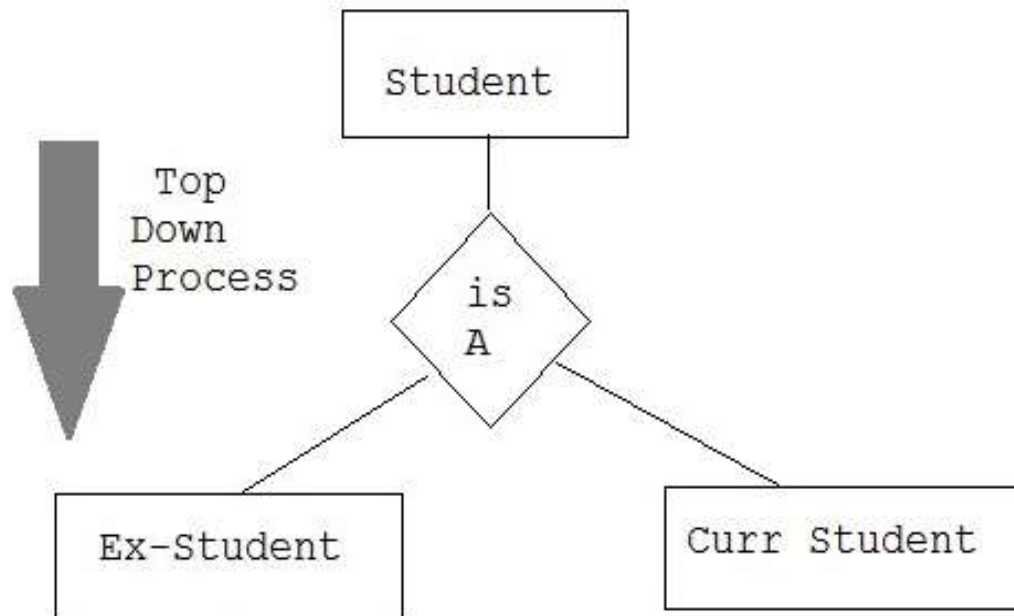 Student
Top
Down
Process
is
A
Ex-Student
Curr Student